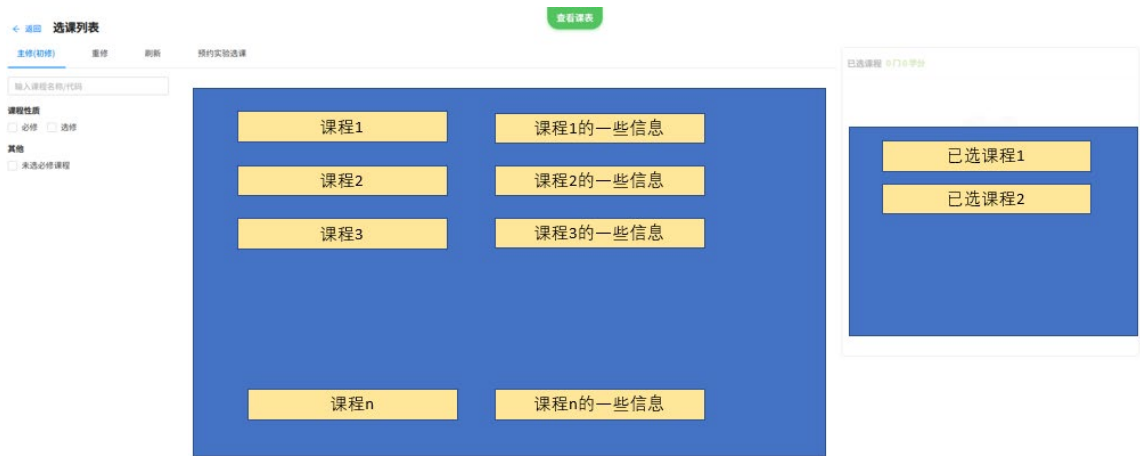 查看课表
← 返回 选课列表
主修(初修) 重修 刷新 预约实验选课
已选课程 0门0学分
输入课程名称/代码
课程性质
必修 选修
其他
未选必修课程
课程1 课程1的一些信息
课程2 课程2的一些信息
课程3 课程3的一些信息
课程n 课程n的一些信息
已选课程1
已选课程2